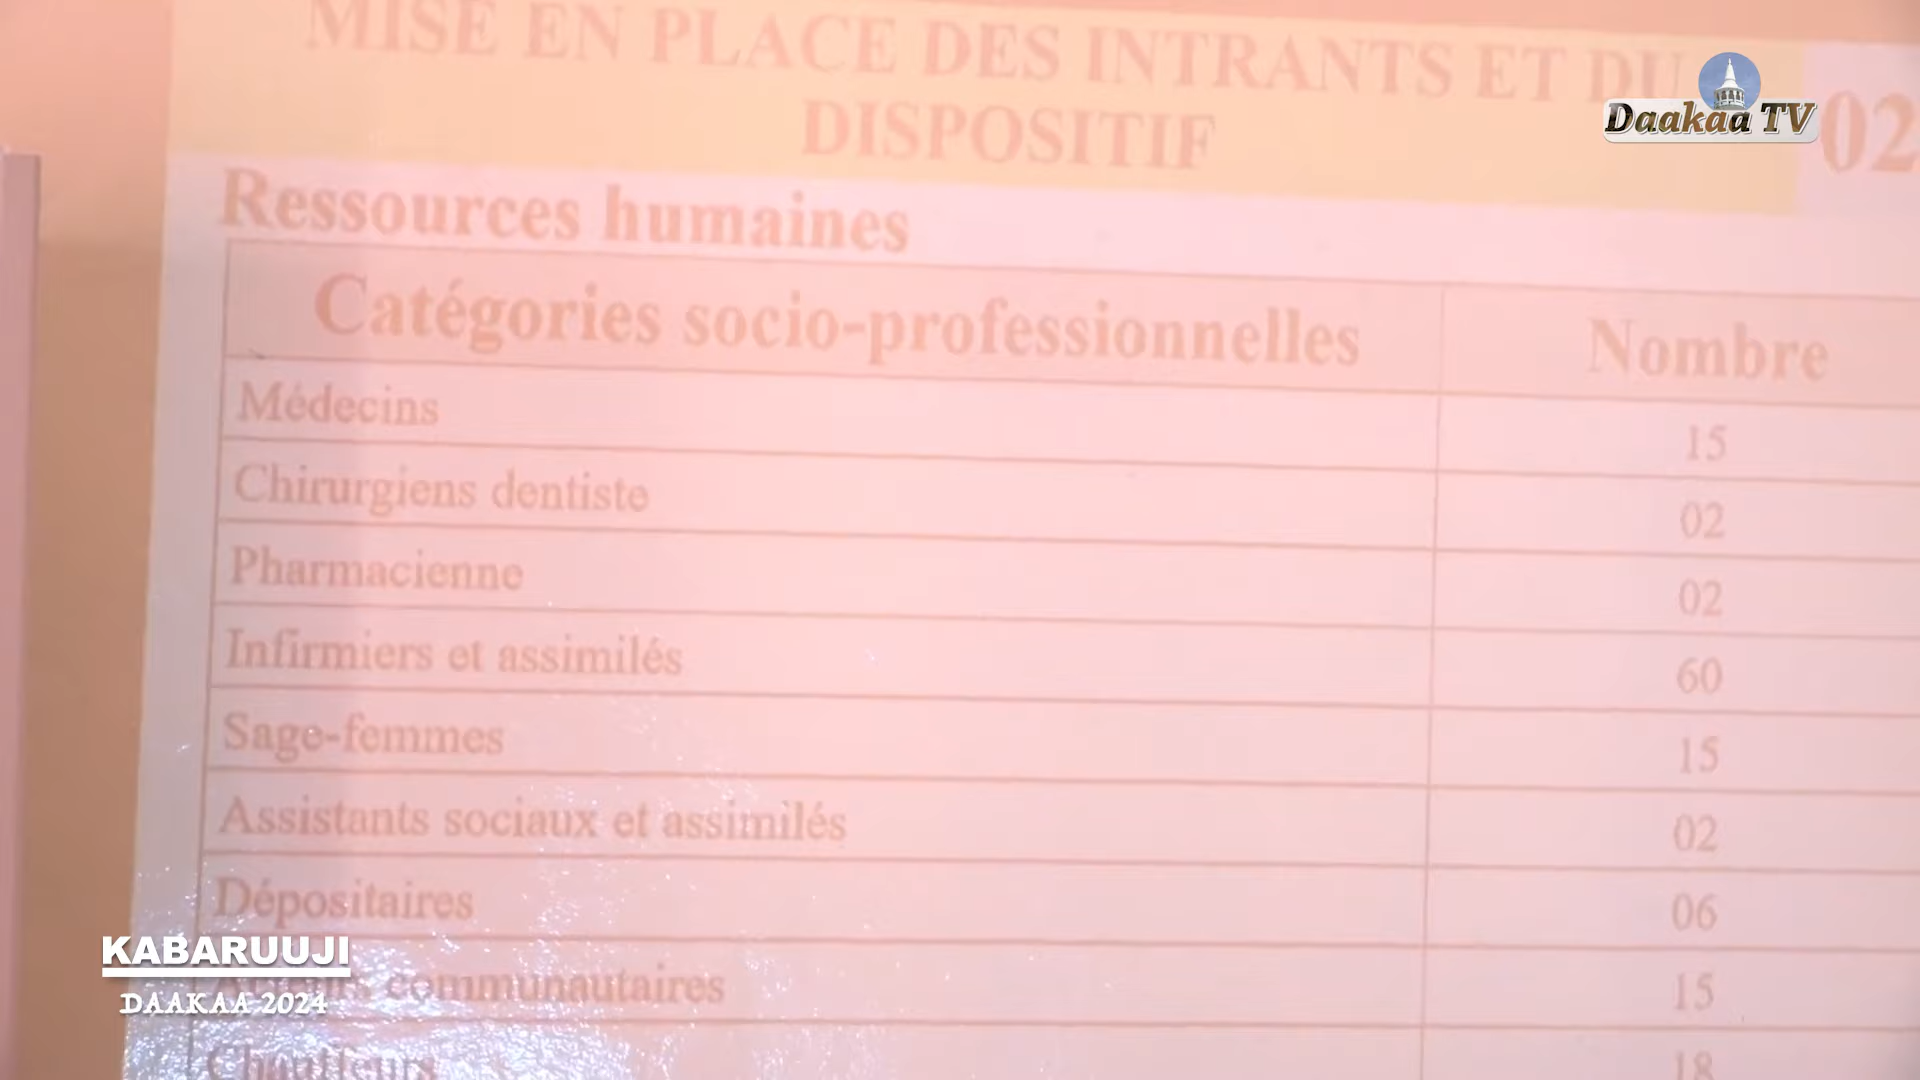 MISE EN PLACE DES INTRANTS ET DU
DISPOSITIF
02
Daakaa TV
Ressources humaines
Catégories socio-professionnelles Nombre
Médecins 15
Chirurgiens dentiste 02
Pharmacienne 02
Infirmiers et assimilés 60
Sage-femmes 15
Assistants sociaux et assimilés 02
Dépositaires 06
communautaires 15
Chauffeurs 18
KABARUUJI
DAAKAA 2024